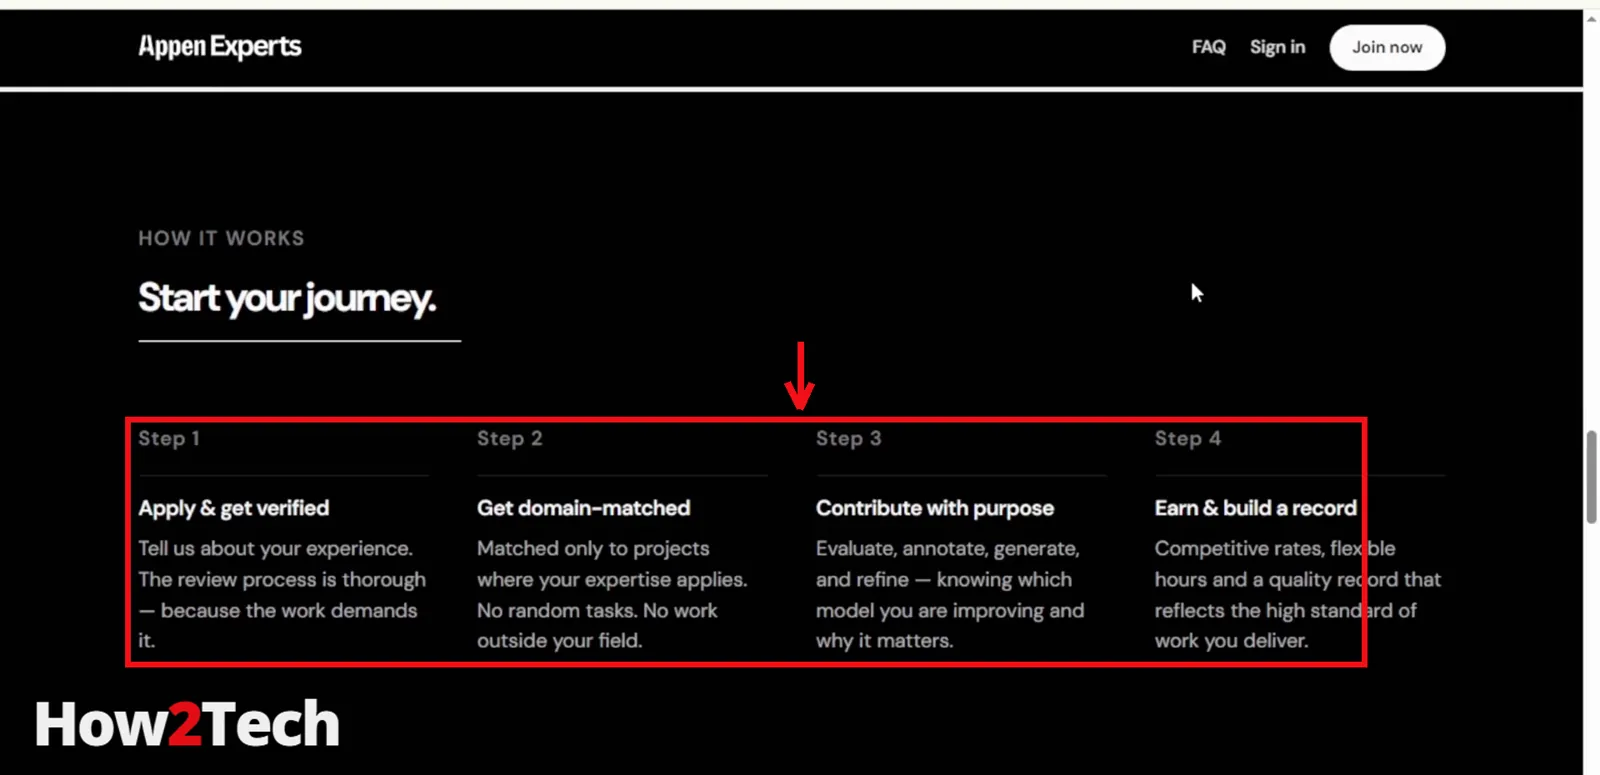 Appen Experts
FAQ
Sign in
Join now
HOW IT WORKS
Start your journey.
Step 1
Apply & get verified
Tell us about your experience.
The review process is thorough
— because the work demands
it.
Step 2
Get domain-matched
Matched only to projects
where your expertise applies.
No random tasks. No work
outside your field.
Step 3
Contribute with purpose
Evaluate, annotate, generate,
and refine — knowing which
model you are improving and
why it matters.
Step 4
Earn & build a record
Competitive rates, flexible
hours and a quality record that
reflects the high standard of
work you deliver.
How2Tech